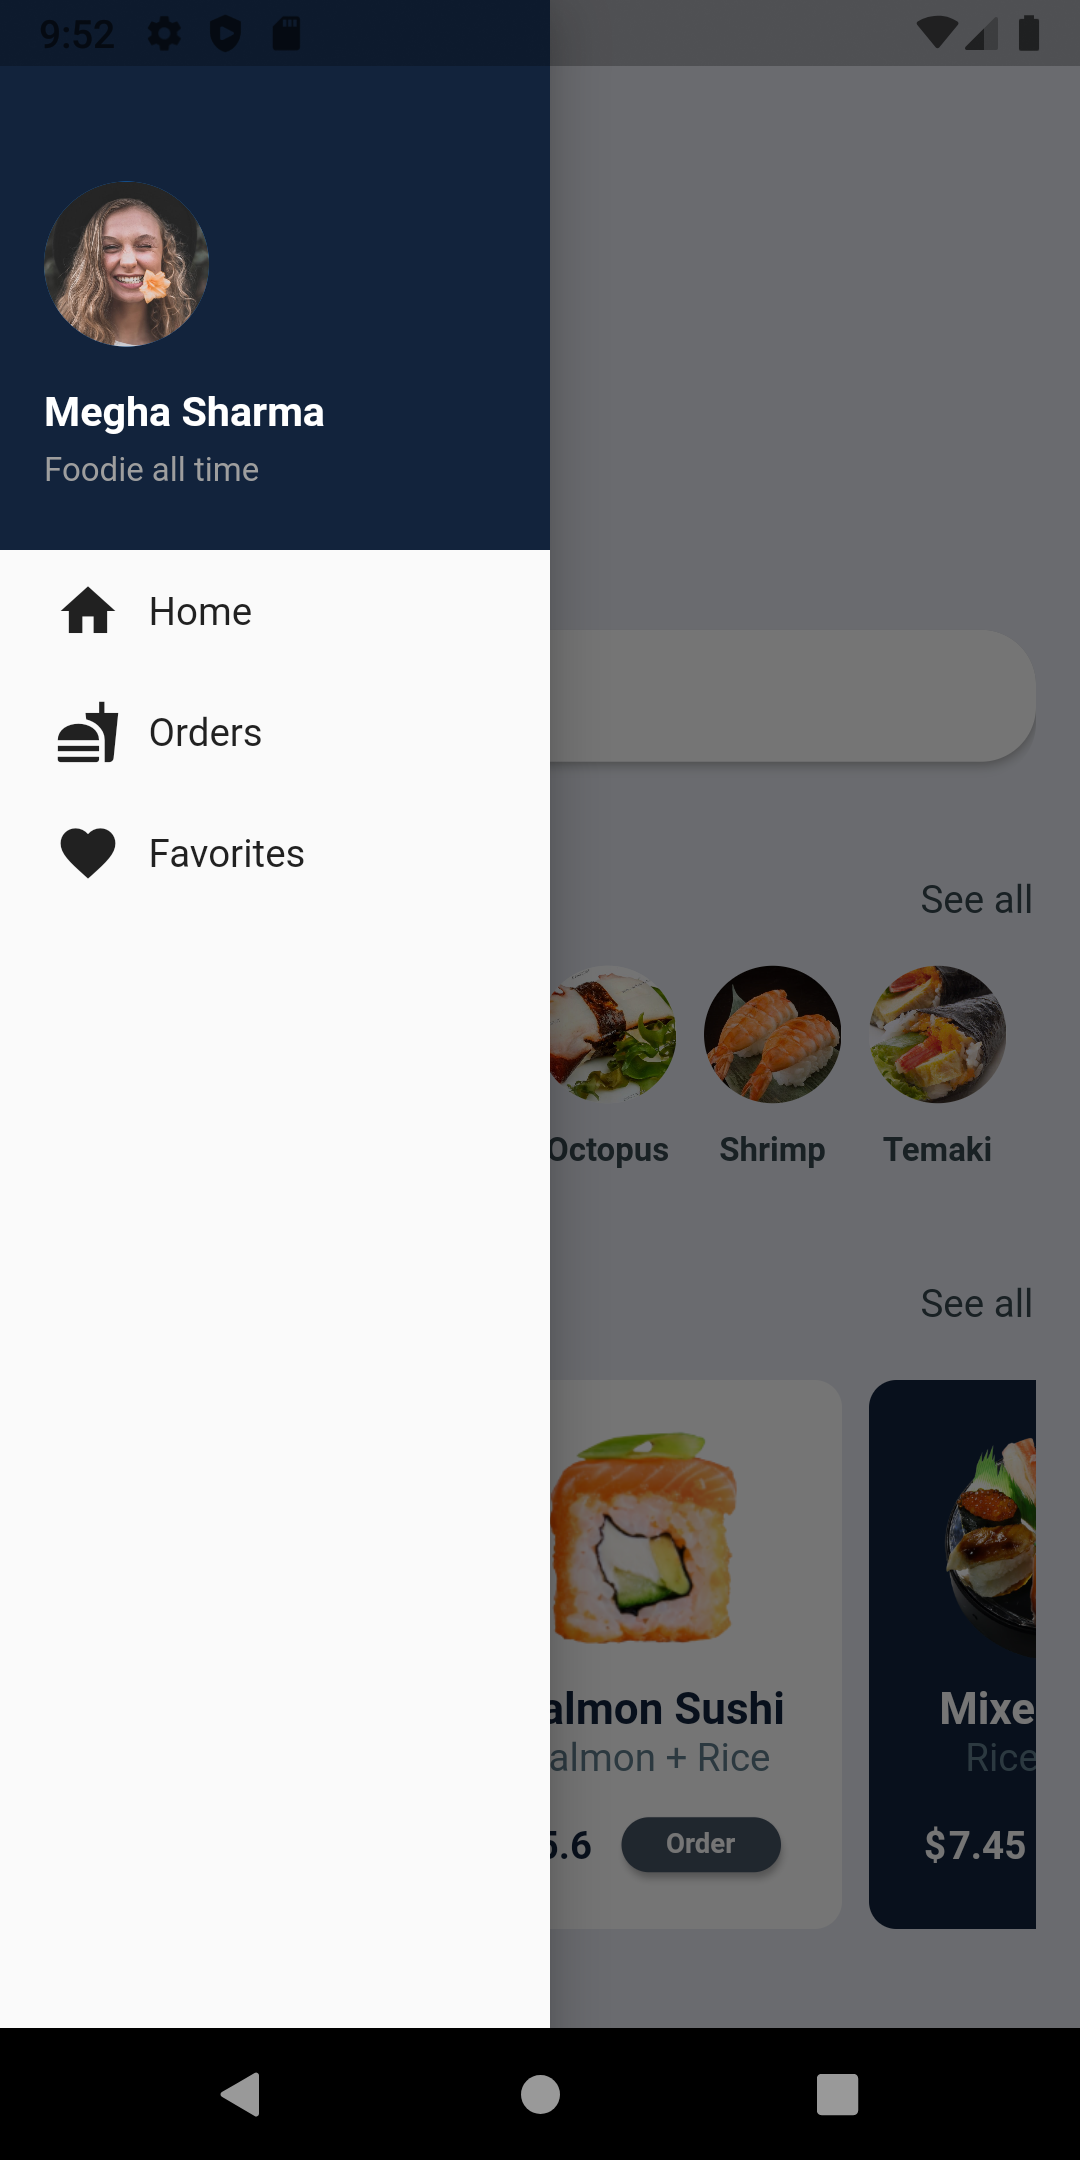 9:52
Megha Sharma
Foodie all time
Home
Orders
Favorites
See all
Octopus Shrimp Temaki
See all
almon Sushi
almon + Rice
5.6 Order
Mixe
Rice
$7.45